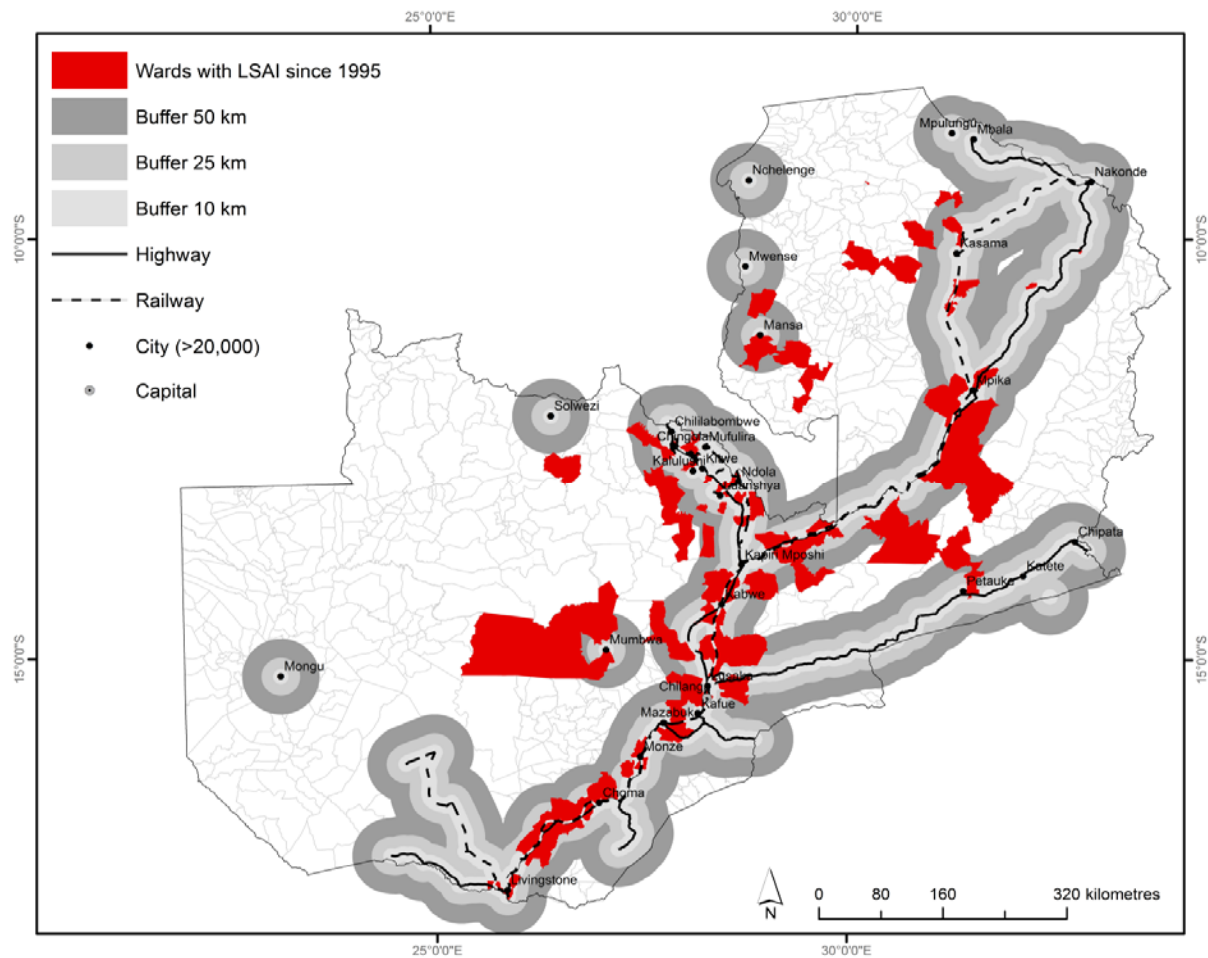 25°0'0"E
30°0'0"E
Wards with LSAI since 1995
Buffer 50 km
Buffer 25 km
Buffer 10 km
Highway
Railway
City (>20,000)
Capital
10°0'0"S
10°0'0"S
15°0'0"S
15°0'0"S
Mpulungu
Mbala
Nchelenge
Nakonde
Kasama
Mwense
Mansa
Mpika
Solwezi
Chililabombwe
Chingola
Mufulira
Kalulushi
Kitwe
Ndola
Luanshya
Kapiri Mposhi
Chipata
Katete
Petauke
Kabwe
Mumbwa
Mongu
Lusaka
Chilanga
Kafue
Mazabuka
Monze
Choma
Livingstone
N
0 80 160 320 kilometres
25°0'0"E
30°0'0"E